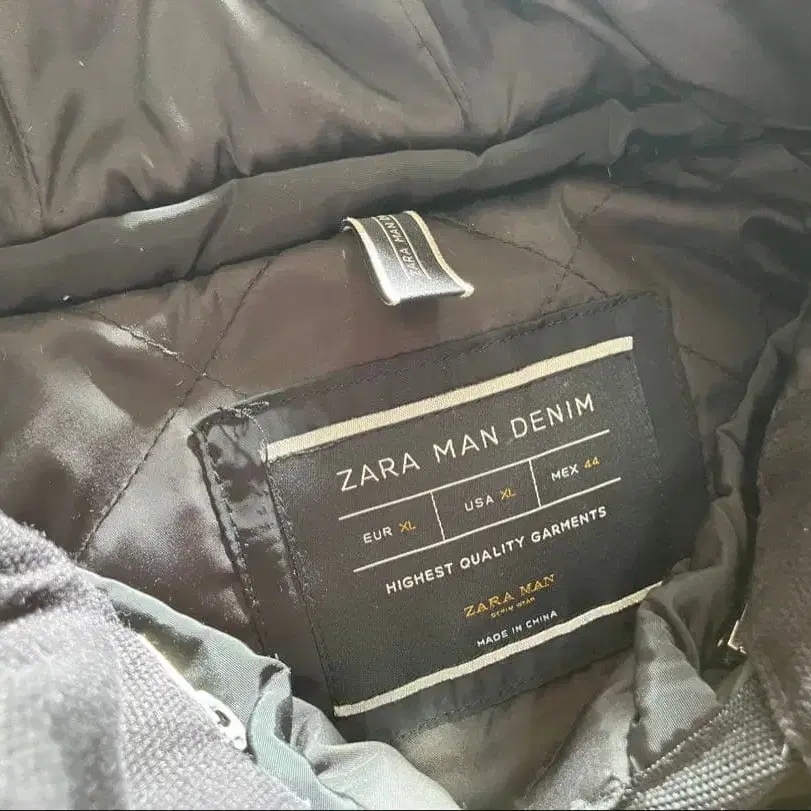 ZARA MAN
ZARA MAN DENIM
EUR XL USA XL MEX 44
HIGHEST QUALITY GARMENTS
ZARA MAN
DENIM WEAR
MADE IN CHINA